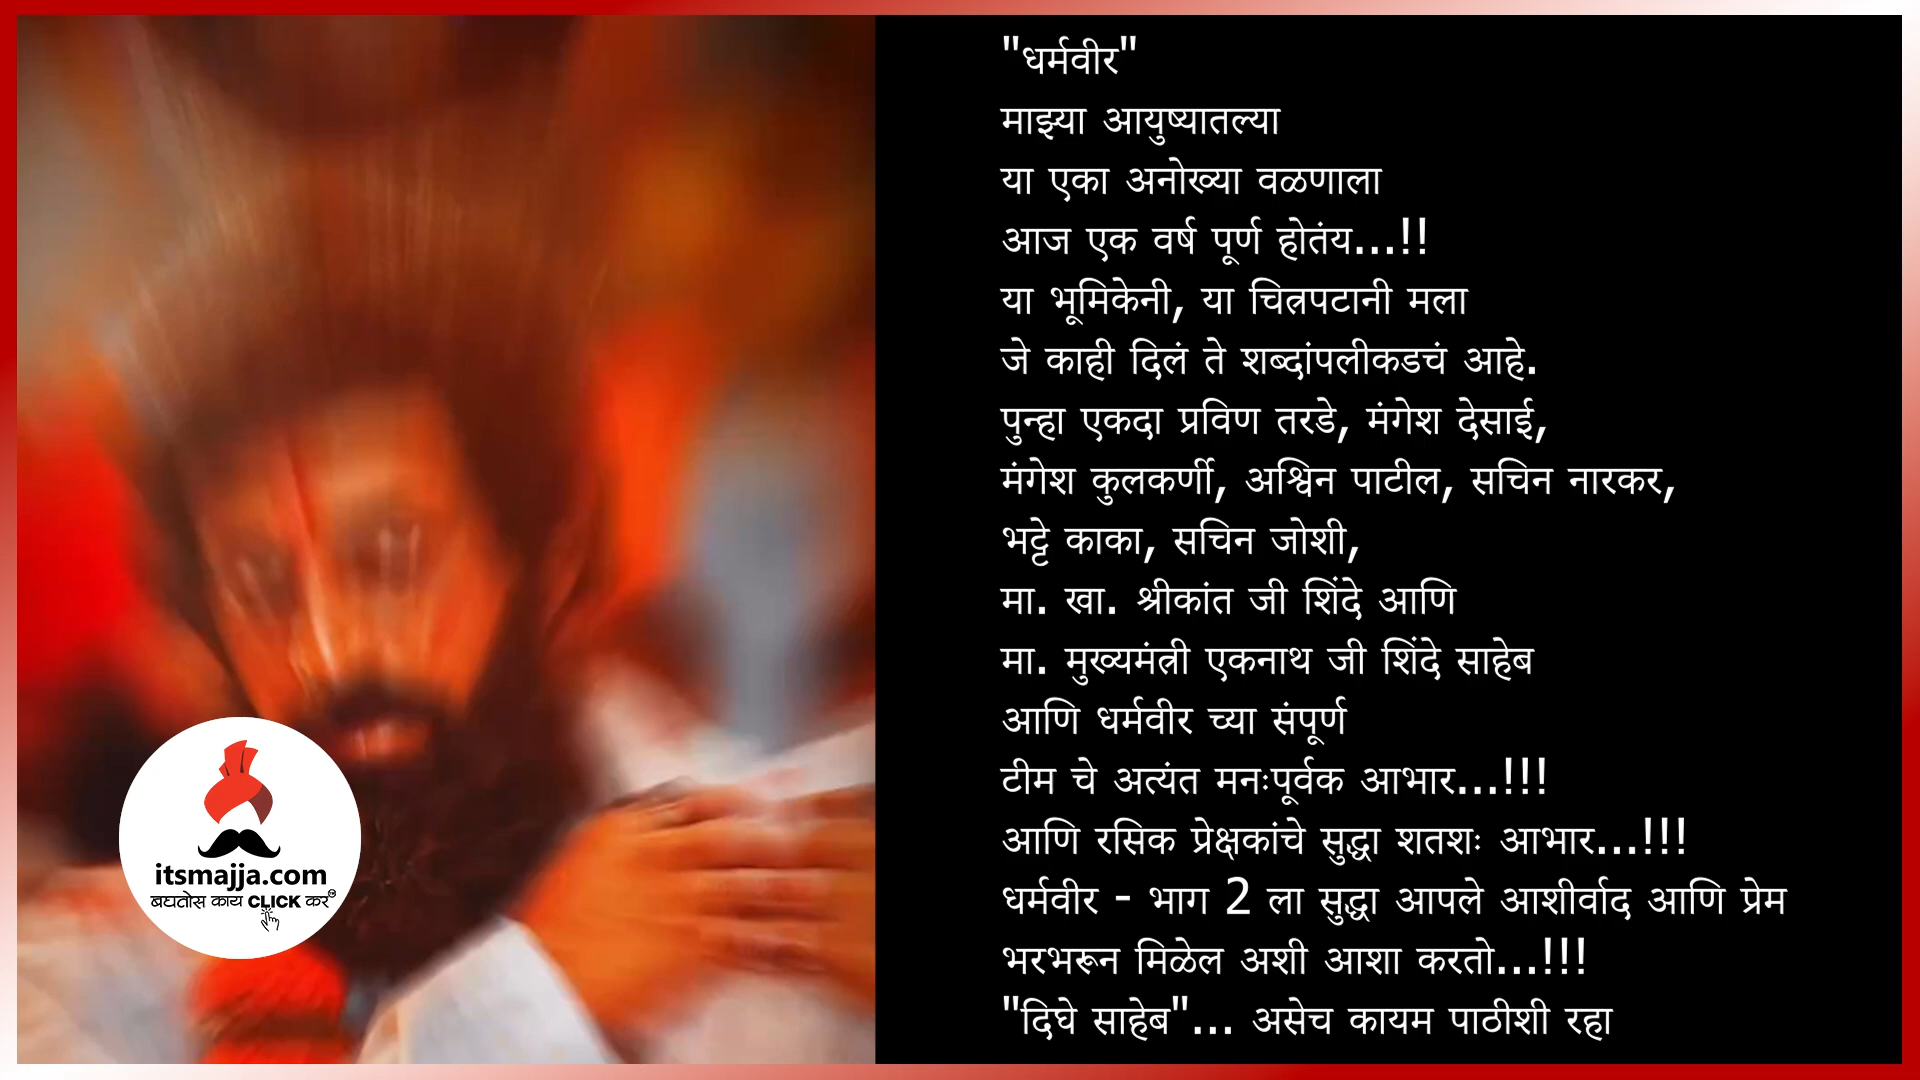 "धर्मवीर"
माझ्या आयुष्यातल्या
या एका अनोख्या वळणाला
आज एक वर्ष पूर्ण होतंय...!!
या भूमिकेनी, या चित्रपटानी मला
जे काही दिलं ते शब्दांपलीकडचं आहे.
पुन्हा एकदा प्रविण तरडे, मंगेश देसाई,
मंगेश कुलकर्णी, अश्विन पाटील, सचिन नारकर,
भट्टे काका, सचिन जोशी,
मा. खा. श्रीकांत जी शिंदे आणि
मा. मुख्यमंत्री एकनाथ जी शिंदे साहेब
आणि धर्मवीर च्या संपूर्ण
टीम चे अत्यंत मनःपूर्वक आभार...!!!
आणि रसिक प्रेक्षकांचे सुद्धा शतशः आभार...!!!
धर्मवीर - भाग 2 ला सुद्धा आपले आशीर्वाद आणि प्रेम
भरभरून मिळेल अशी आशा करतो...!!!
"दिघे साहेब"... असेच कायम पाठीशी रहा
itsmajja.com
बघतोस काय CLICK कर